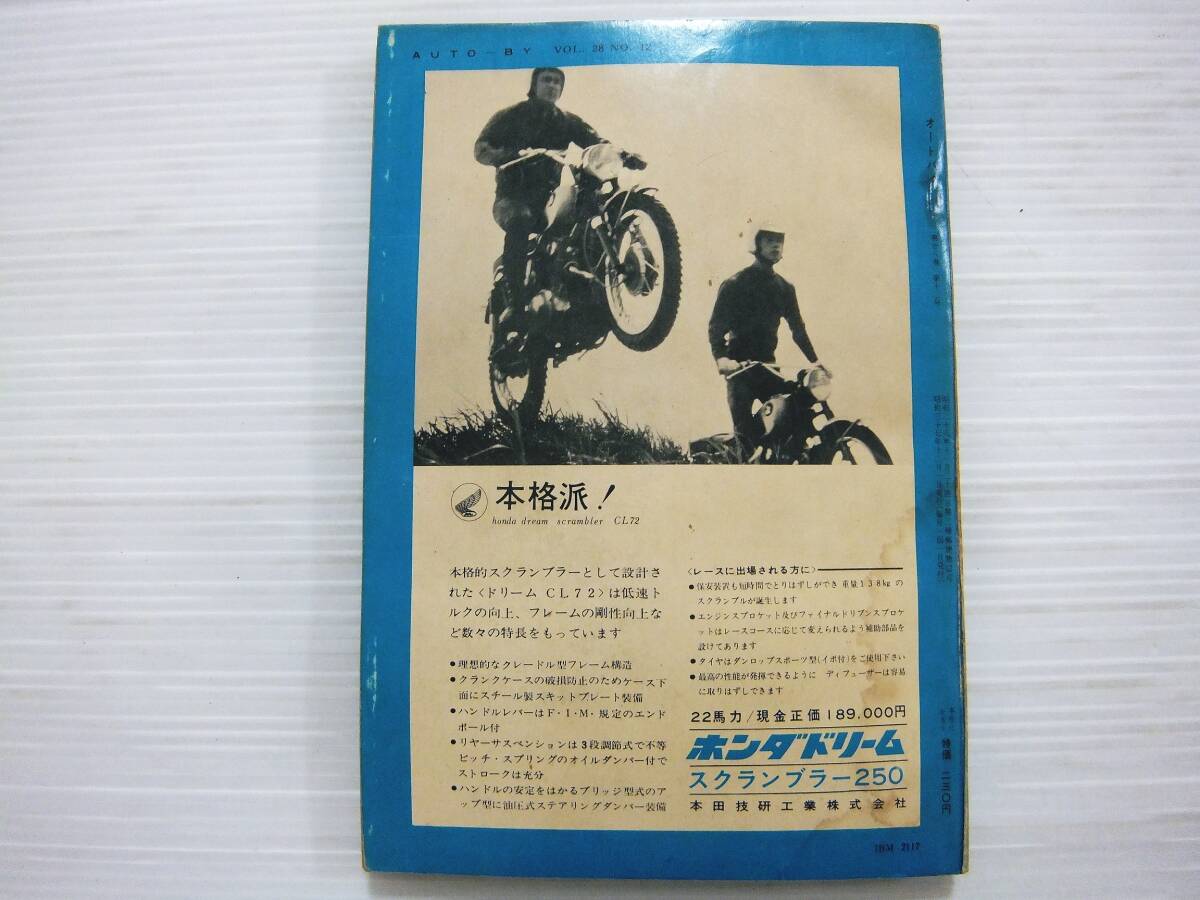 AUTO-BY VOL. 28 NO. 12
本格派!
honda dream scrambler CL72
本格的スクランブラーとして設計さ
れた〈ドリーム CL72〉は低速ト
ルクの向上、フレームの剛性向上な
ど数々の特長をもっています
●理想的なクレードル型フレーム構造
●クランクケースの破損防止のためケース下
面にスチール製スキットプレート装備
●ハンドルレバーはF・I・M・規定のエンド
ボール付
●リヤーサスペンションは3段調節式で不等
ピッチ・スプリングのオイルダンパー付で
ストロークは充分
●ハンドルの安定をはかるブリッジ型式のア
ップ型に油圧式ステアリングダンパー装備
〈レースに出場される方に〉
●保安装置も短時間でとりはずしができ 重量138kgの
スクランブルが誕生します
●エンジンスプロケット及びファイナルドリブンスプロケ
ットはレースコースに応じて変えられるよう補助部品を
設けてあります
●タイヤはダンロップスポーツ型(イボ付)をご使用下さい
●最高の性能が発揮できるように ディフューザーは容易
に取りはずしできます
22馬力/現金正価189,000円
ホンダドリーム
スクランブラー250
本田技研工業株式会社
オートバイ
特価 二三〇円
IBM 2117